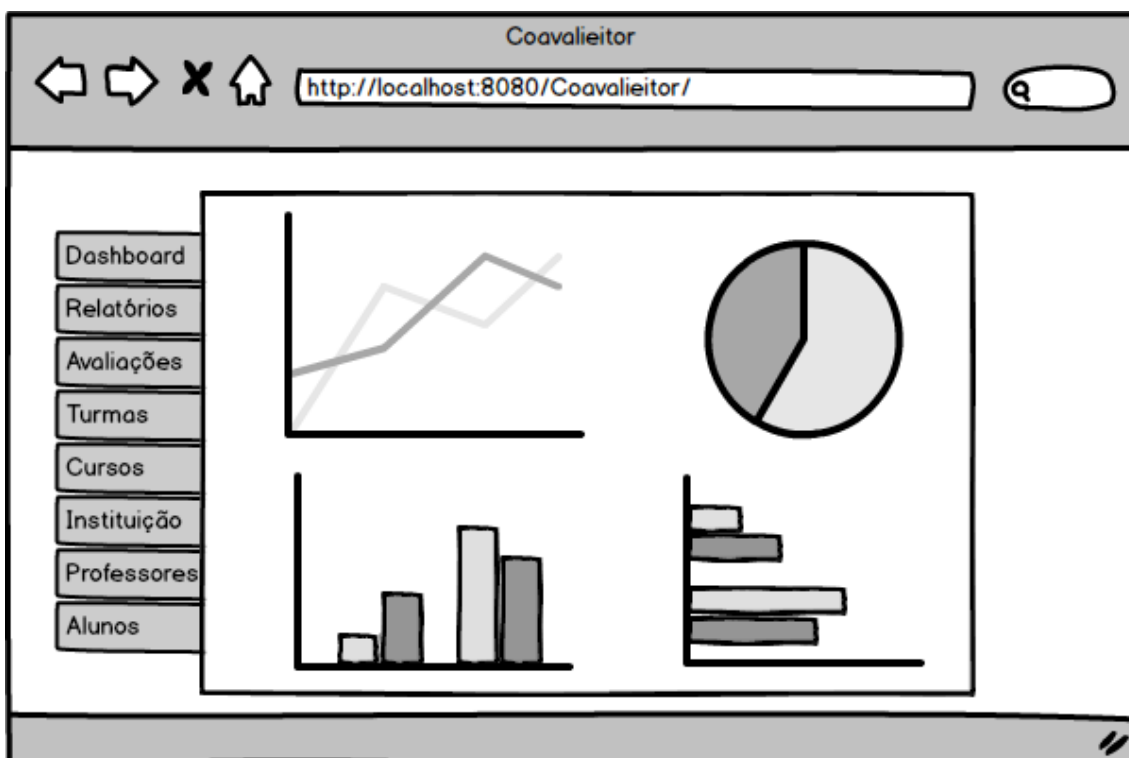 Coavalieitor
http://localhost:8080/Coavalieitor/
Dashboard
Relatórios
Avaliações
Turmas
Cursos
Instituição
Professores
Alunos